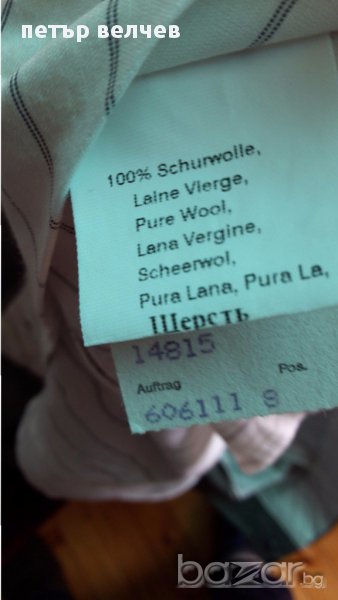 петър велчев
100% Schurwolle,
Laine Vierge,
Pure Wool,
Lana Vergine,
Scheerwol,
Pura Lana, Pura La,
Шерсть
14815
Auftrag Pos.
606111 8
bazar.bg